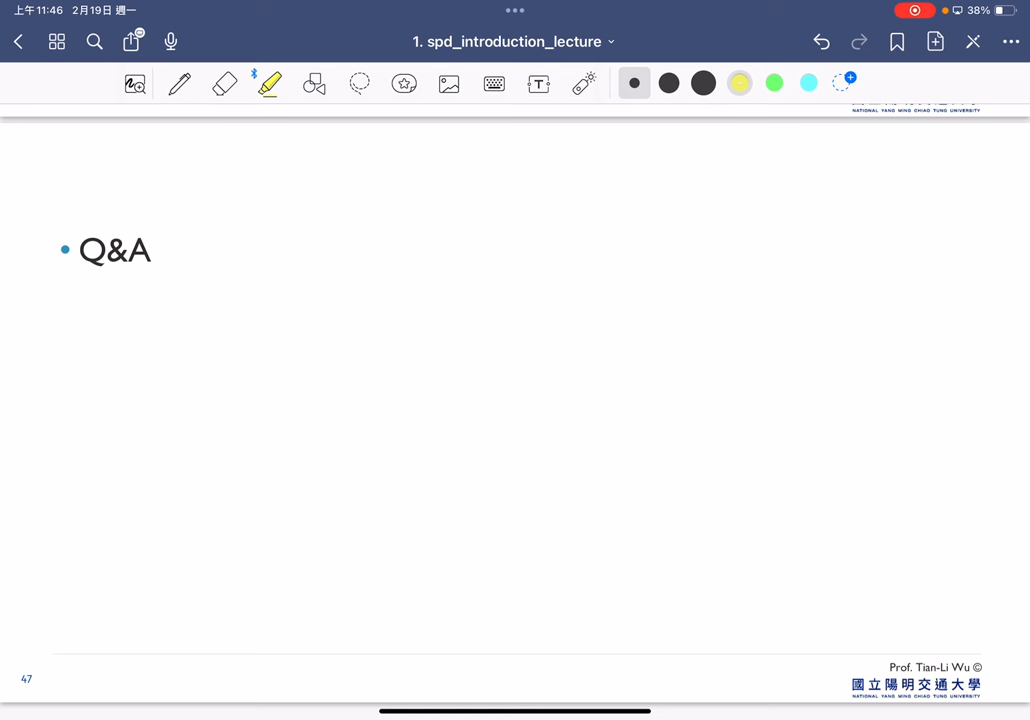 上午11:46 2月19日 週一
38%
1. spd_introduction_lecture
T
NATIONAL YANG MING CHIAO TUNG UNIVERSITY
• Q&A
Prof. Tian-Li Wu ©
47
國立陽明交通大學
NATIONAL YANG MING CHIAO TUNG UNIVERSITY